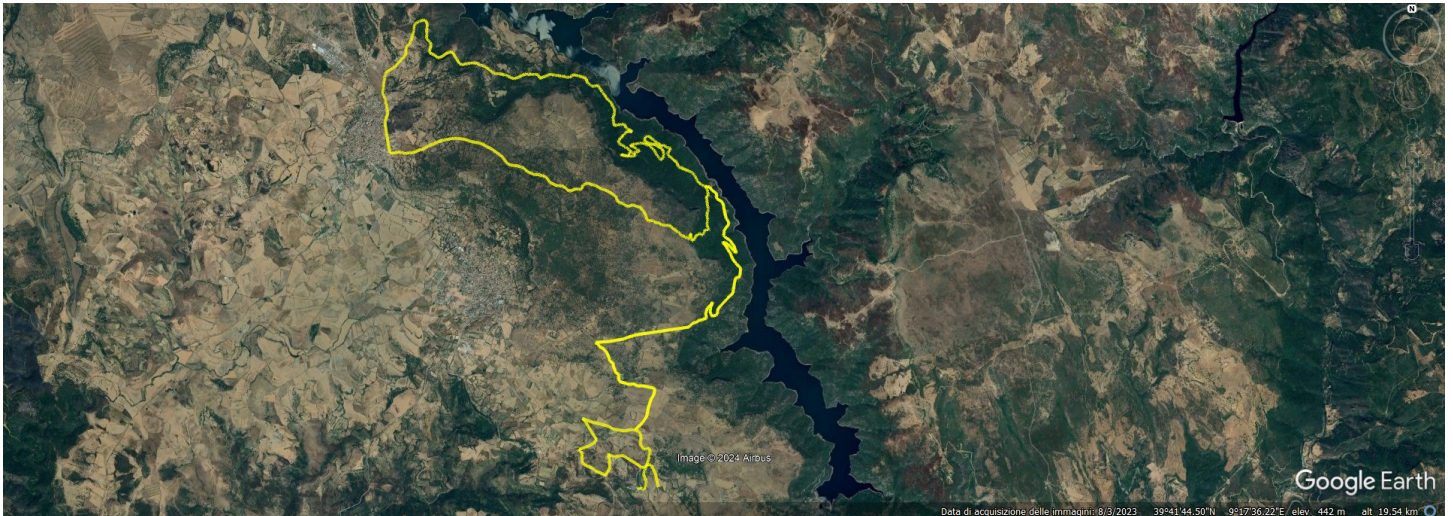 N
Image © 2024 Airbus
Google Earth
Data di acquisizione delle immagini: 8/3/2023 39°41'44.50"N 9°17'36.22"E elev 442 m alt 19.54 km